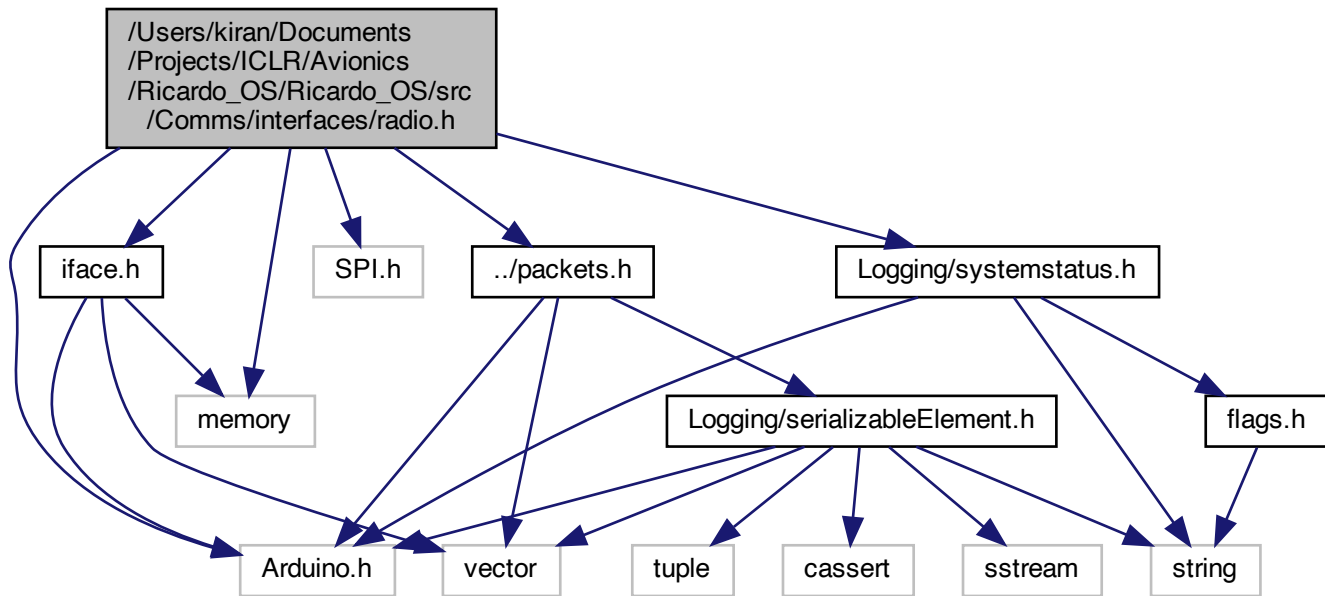 /Users/kiran/Documents
/Projects/ICLR/Avionics
/Ricardo_OS/Ricardo_OS/src
/Comms/interfaces/radio.h
iface.h
SPI.h
../packets.h
Logging/systemstatus.h
memory
Logging/serializableElement.h
flags.h
Arduino.h
vector
tuple
cassert
sstream
string